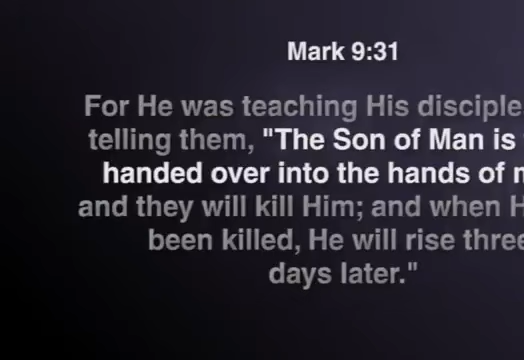 Mark 9:31
For He was teaching His disciple
telling them, "The Son of Man is
handed over into the hands of
and they will kill Him; and when
been killed, He will rise three
days later."